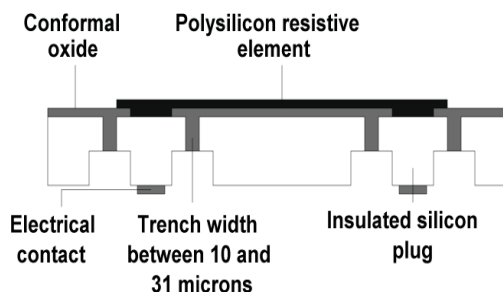 Conformal
oxide
Polysilicon resistive
element
Electrical
contact
Trench width
between 10 and
31 microns
Insulated silicon
plug